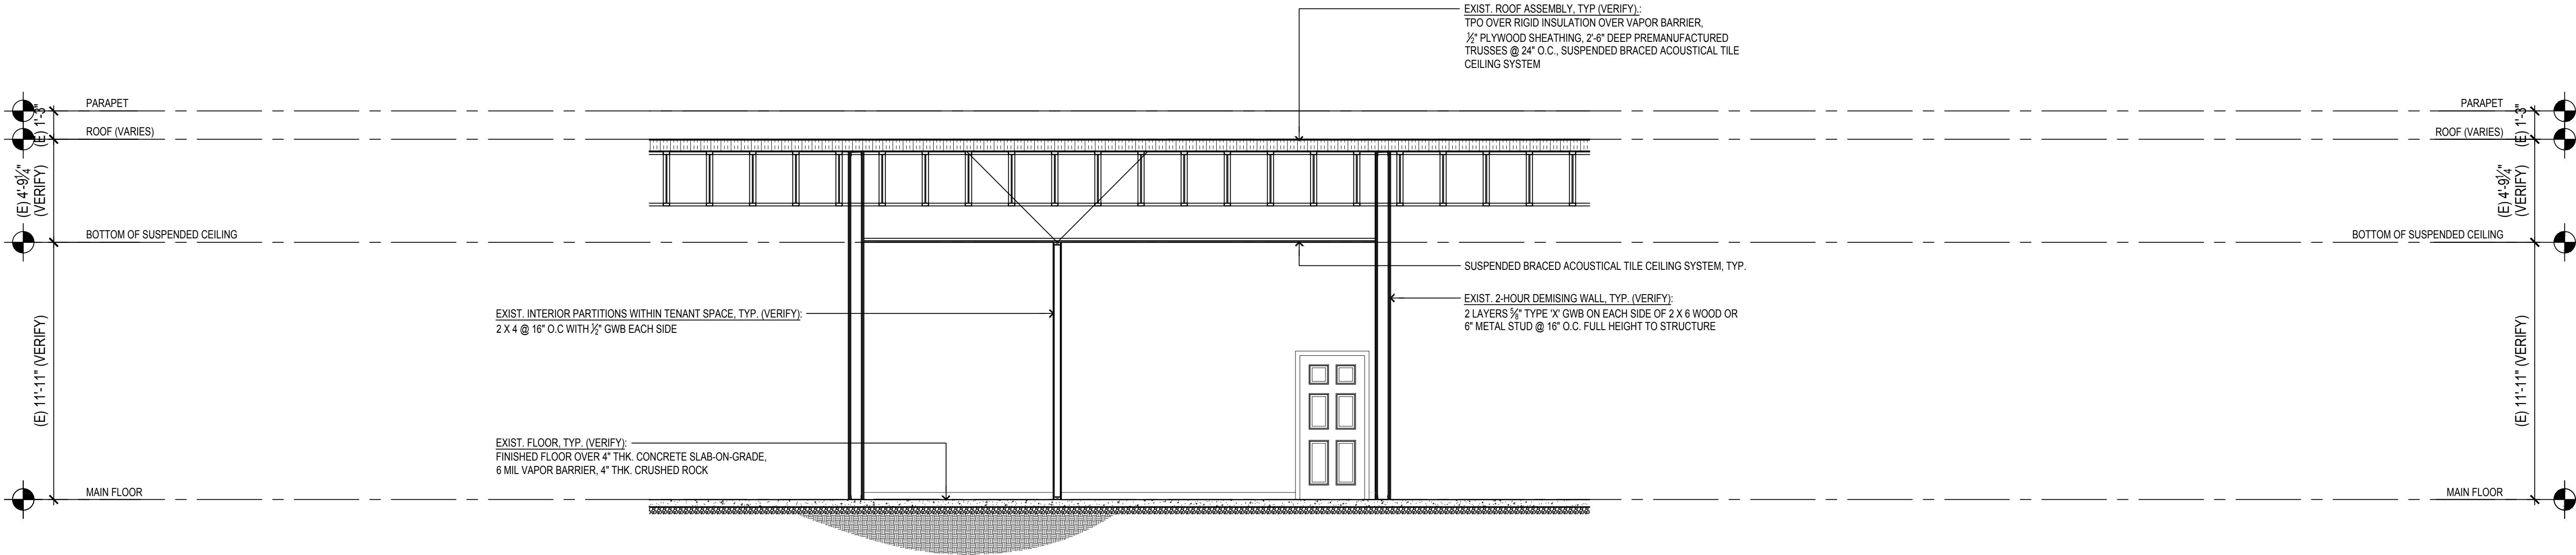 EXIST. ROOF ASSEMBLY, TYP (VERIFY).:
TPO OVER RIGID INSULATION OVER VAPOR BARRIER,
½" PLYWOOD SHEATHING, 2'-6" DEEP PREMANUFACTURED
TRUSSES @ 24" O.C., SUSPENDED BRACED ACOUSTICAL TILE
CEILING SYSTEM
PARAPET
(E) 1'-3"
ROOF (VARIES)
(E) 4'-9¼"
(VERIFY)
BOTTOM OF SUSPENDED CEILING
(E) 11'-11" (VERIFY)
MAIN FLOOR
EXIST. INTERIOR PARTITIONS WITHIN TENANT SPACE, TYP. (VERIFY):
2 X 4 @ 16" O.C WITH ½" GWB EACH SIDE
EXIST. FLOOR, TYP. (VERIFY):
FINISHED FLOOR OVER 4" THK. CONCRETE SLAB-ON-GRADE,
6 MIL VAPOR BARRIER, 4" THK. CRUSHED ROCK
SUSPENDED BRACED ACOUSTICAL TILE CEILING SYSTEM, TYP.
EXIST. 2-HOUR DEMISING WALL, TYP. (VERIFY):
2 LAYERS ⅝" TYPE 'X' GWB ON EACH SIDE OF 2 X 6 WOOD OR
6" METAL STUD @ 16" O.C. FULL HEIGHT TO STRUCTURE
PARAPET
(E) 1'-3"
ROOF (VARIES)
(E) 4'-9¼"
(VERIFY)
BOTTOM OF SUSPENDED CEILING
(E) 11'-11" (VERIFY)
MAIN FLOOR